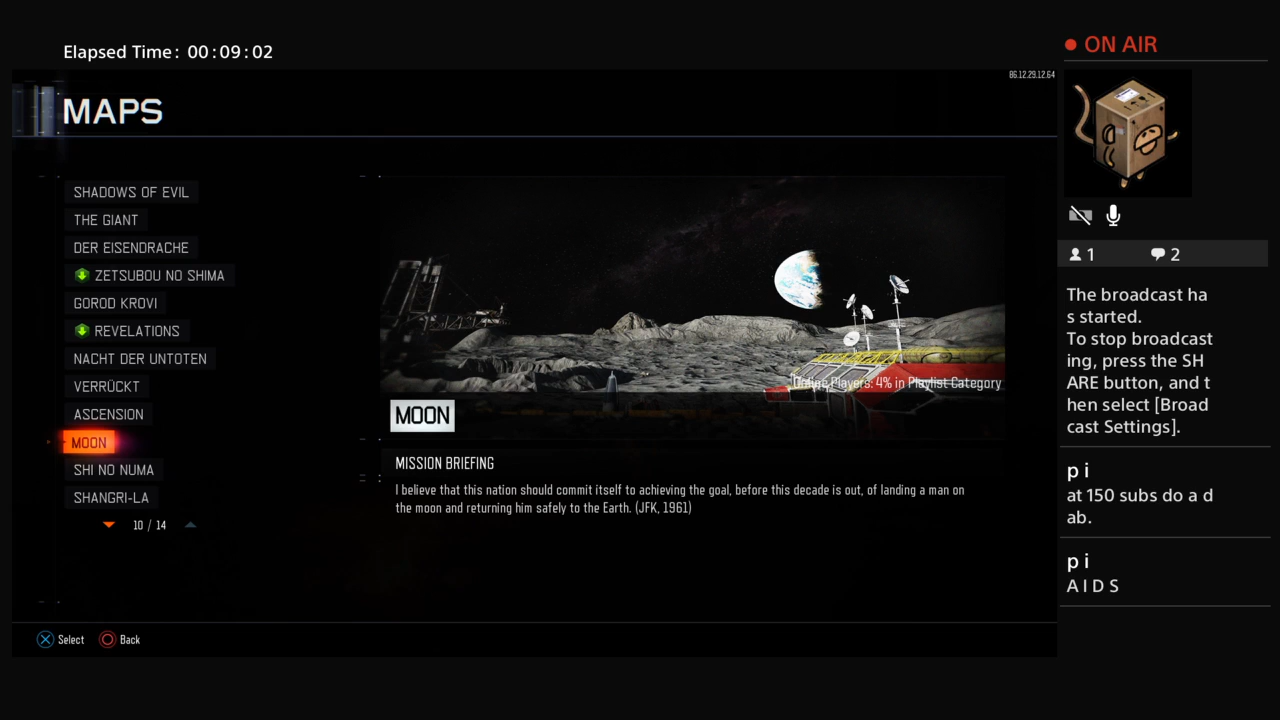 Elapsed Time: 00:09:02
ON AIR
86.12.29.12.64
MAPS
SHADOWS OF EVIL
THE GIANT
DER EISENDRACHE
ZETSUBOU NO SHIMA
GOROD KROVI
REVELATIONS
NACHT DER UNTOTEN
VERRÜCKT
ASCENSION
MOON
SHI NO NUMA
SHANGRI-LA
10 / 14
Online Players: 4% in Playlist Category
MOON
MISSION BRIEFING
I believe that this nation should commit itself to achieving the goal, before this decade is out, of landing a man on
the moon and returning him safely to the Earth. (JFK, 1961)
Select
Back
1
2
The broadcast ha
s started.
To stop broadcast
ing, press the SH
ARE button, and t
hen select [Broad
cast Settings].
p i
at 150 subs do a d
ab.
p i
A I D S